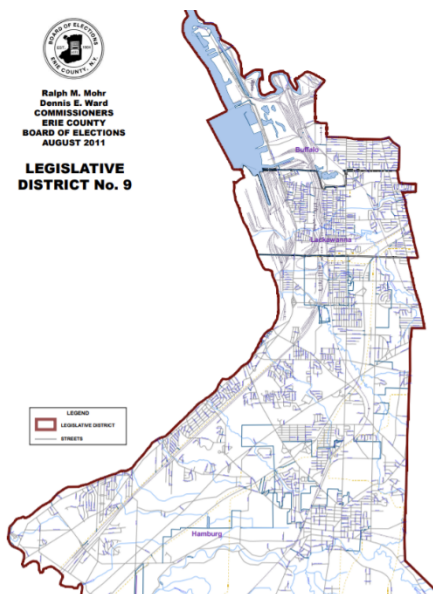 BOARD OF ELECTIONS
ERIE COUNTY, N.Y.
Ralph M. Mohr
Dennis E. Ward
COMMISSIONERS
ERIE COUNTY
BOARD OF ELECTIONS
AUGUST 2011
LEGISLATIVE
DISTRICT No. 9
Buffalo
Lackawanna
LEGEND
LEGISLATIVE DISTRICT
STREETS
Hamburg